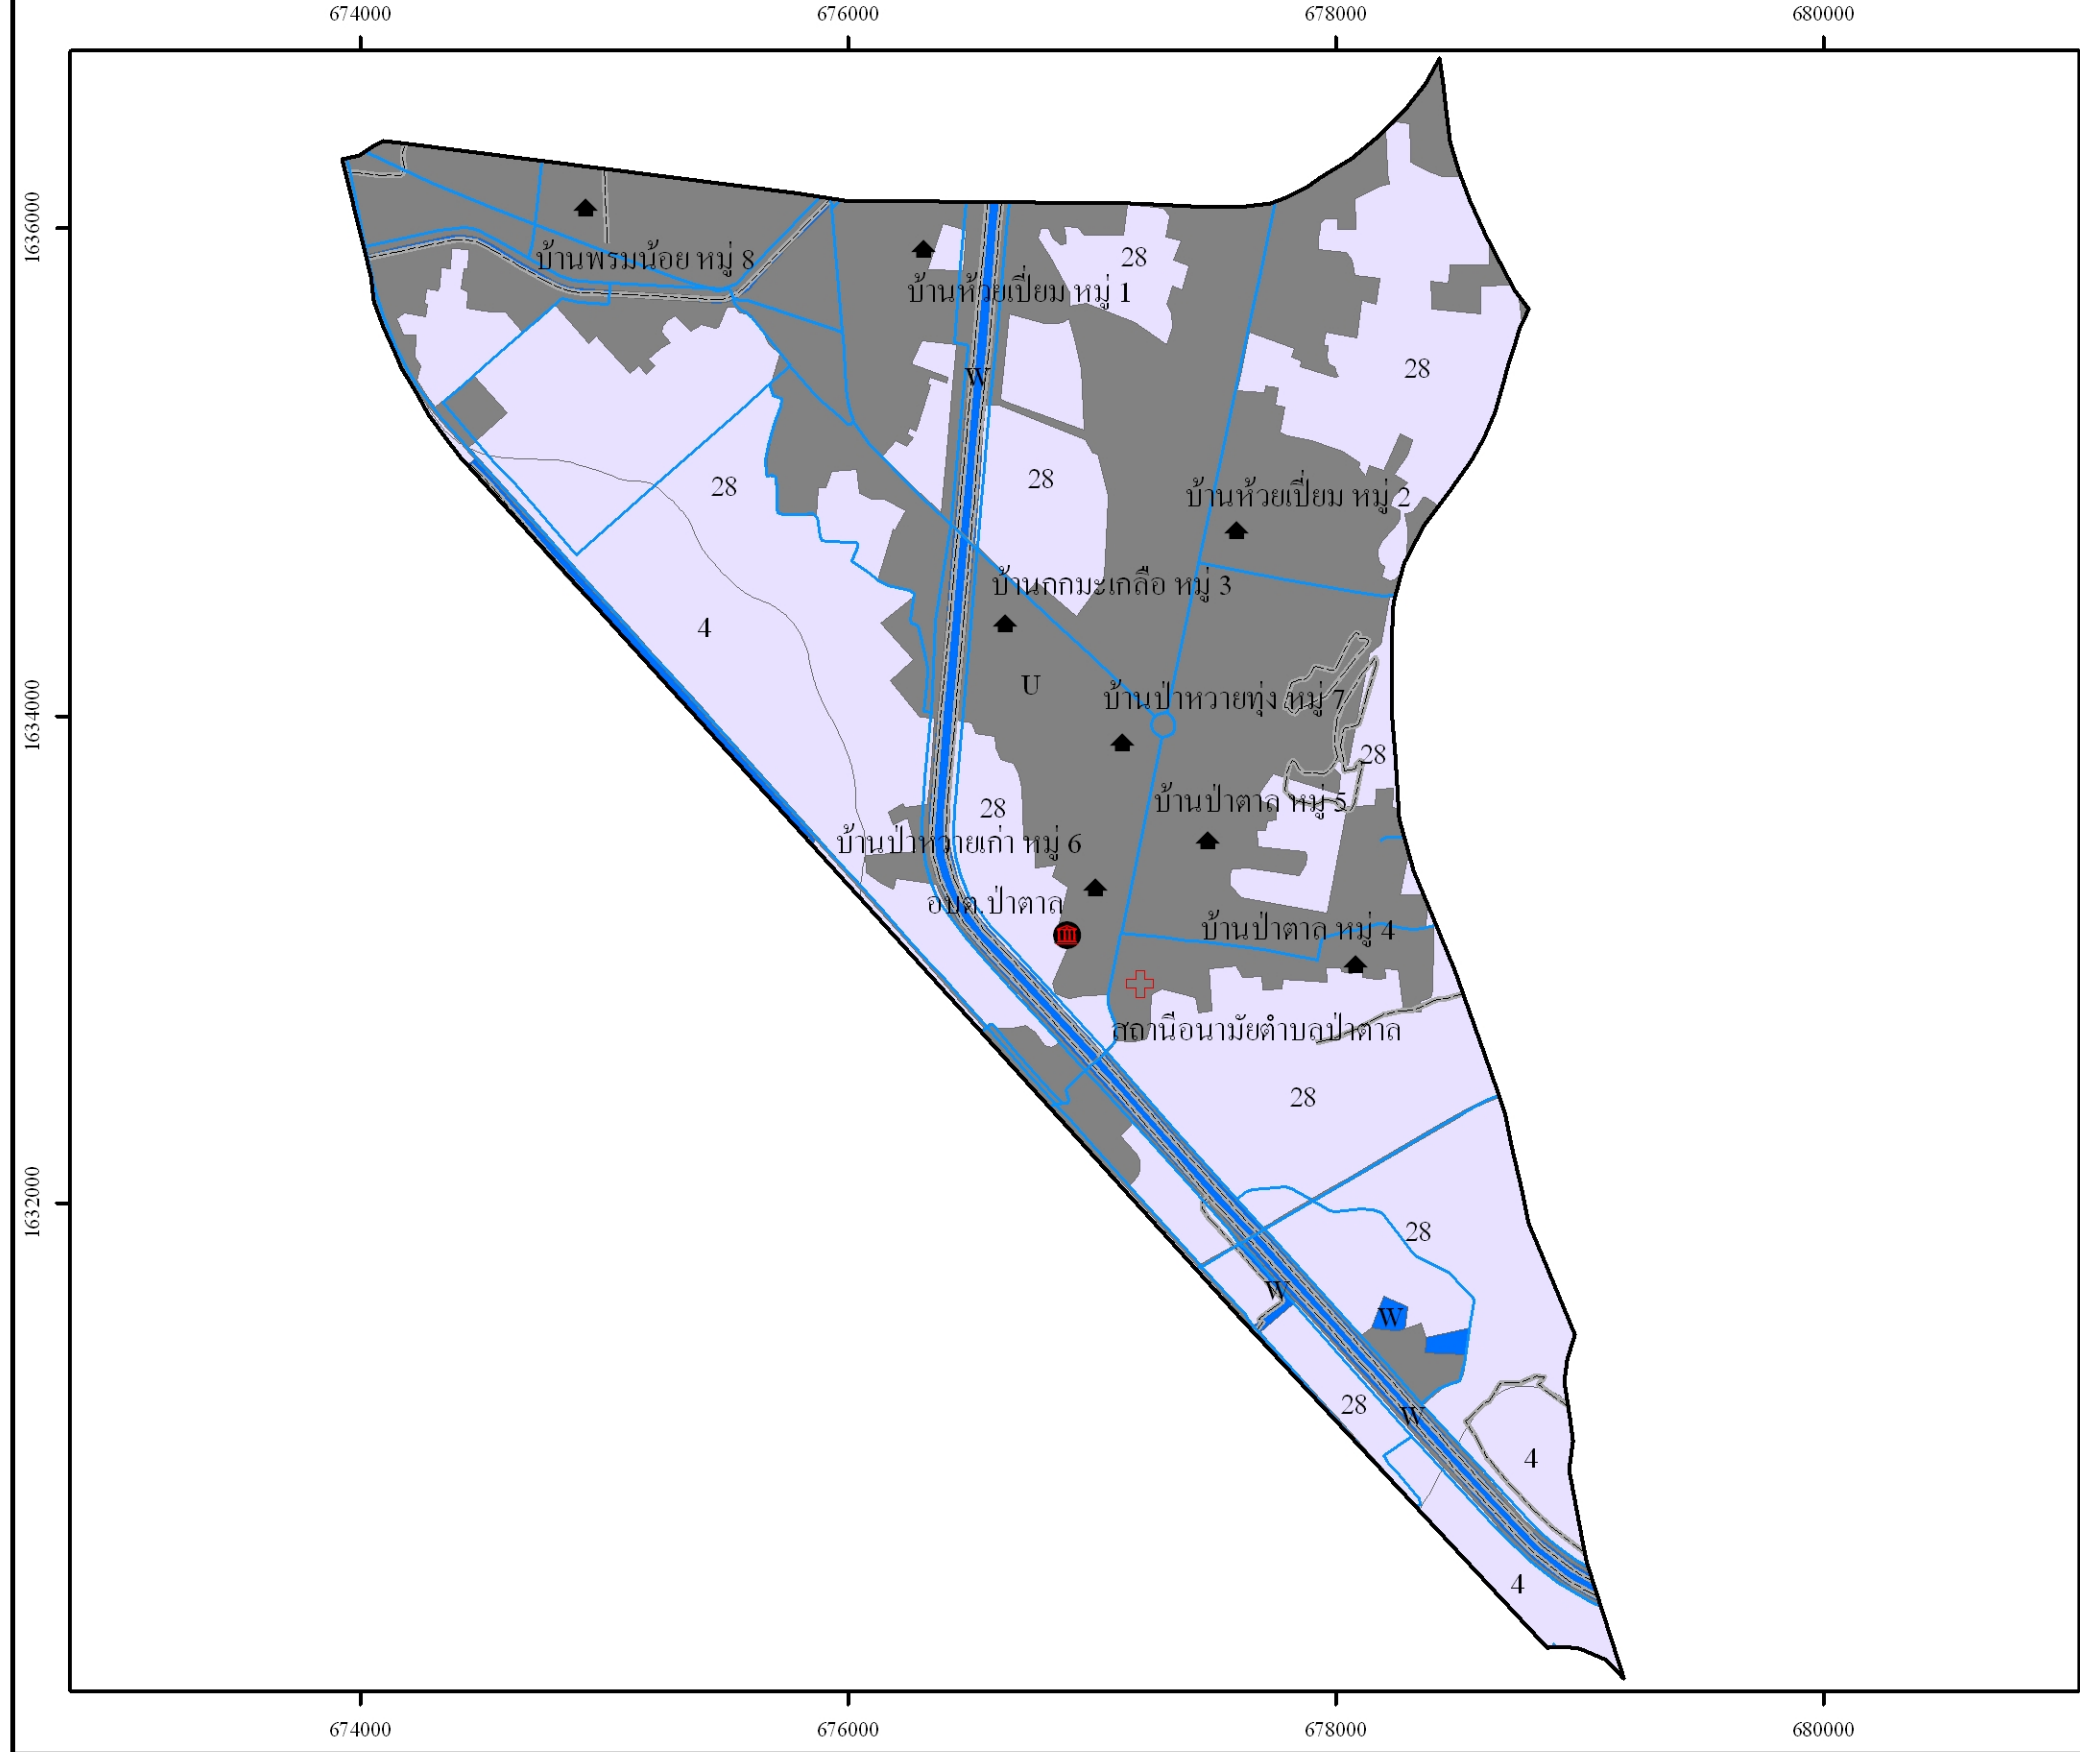 674000
676000
678000
680000
1636000
1634000
1632000
บ้านพรมน้อย หมู่ 8
28
บ้านห้วยเปี่ยม หมู่ 1
W
28
28
28
บ้านห้วยเปี่ยม หมู่ 2
บ้านกกมะเกลือ หมู่ 3
4
U
บ้านป่าหวายทุ่ง หมู่ 7
28
28
บ้านป่าตาล หมู่ 5
บ้านป่าหวายเก่า หมู่ 6
อบต.ป่าตาล
บ้านป่าตาล หมู่ 4
สถานีอนามัยตำบลป่าตาล
28
28
W
W
28
W
4
4
674000
676000
678000
680000